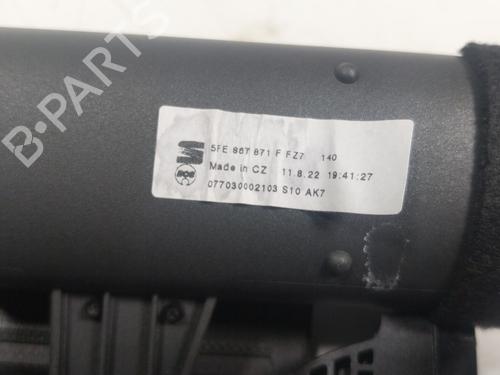 B-PARTS
5FE 867 871 F FZ7 140
Made in CZ 11.8.22 19:41:27
077030002103 S10 AK7